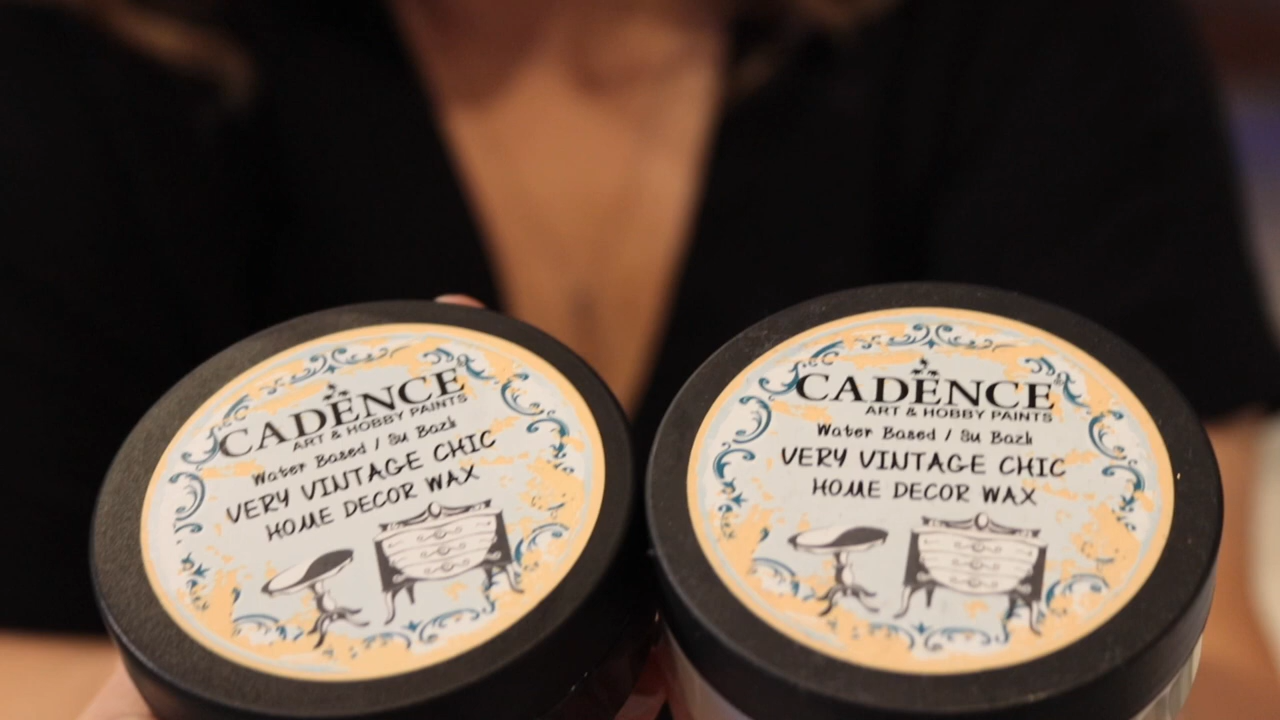 CADENCE
ART & HOBBY PAINTS
Water Based / Su Bazlı
VERY VINTAGE CHIC
HOME DECOR WAX
CADENCE
ART & HOBBY PAINTS
Water Based / Su Bazlı
VERY VINTAGE CHIC
HOME DECOR WAX